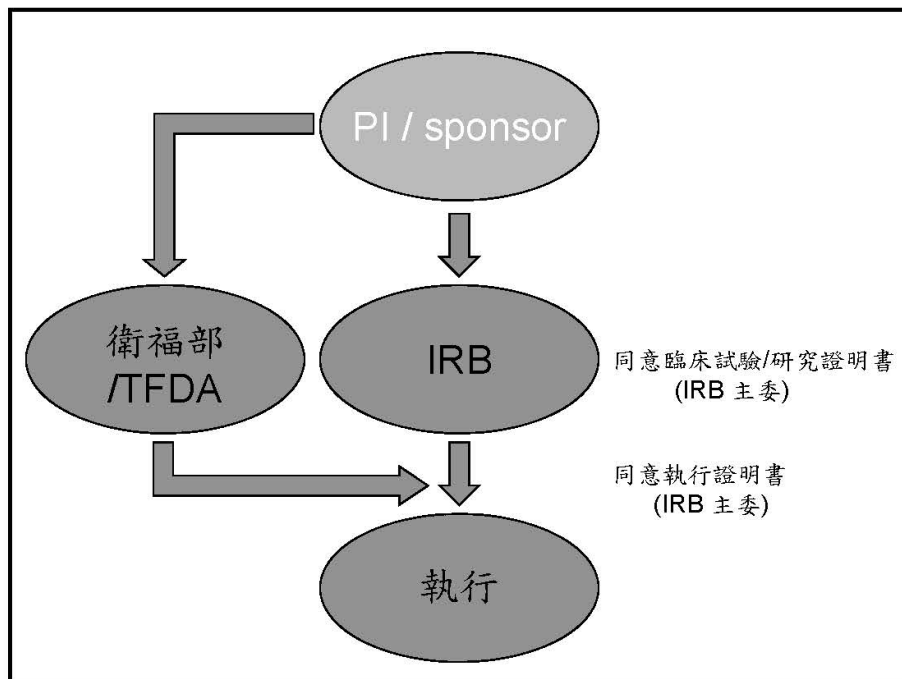 PI / sponsor
衛福部
/TFDA
IRB
同意臨床試驗/研究證明書
(IRB 主委)
同意執行證明書
(IRB 主委)
執行